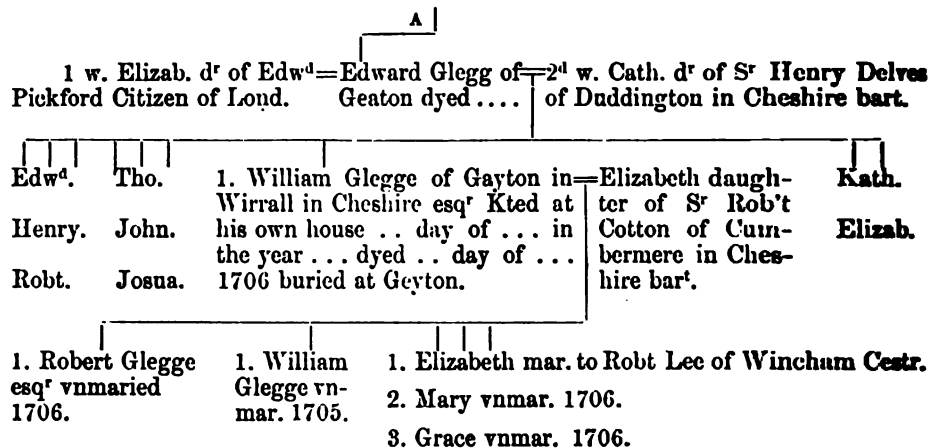 A
1 w. Elizab. dʳ of Edwᵈ=Edward Glegg of=2ᵈ w. Cath. dʳ of Sʳ Henry Delves
Pickford Citizen of Lond. Geaton dyed .... of Duddington in Cheshire bart.
Edwᵈ. Tho.
Henry. John.
Robt. Josua.
1. William Glegge of Gayton in=
Wirrall in Cheshire esqʳ Kted at
his own house .. day of ... in
the year ... dyed .. day of ...
1706 buried at Geyton.
Elizabeth daugh-
ter of Sʳ Rob't
Cotton of Cum-
bermere in Ches-
hire barᵗ.
Kath.
Elizab.
1. Robert Glegge
esqʳ vnmaried
1706.
1. William
Glegge vn-
mar. 1705.
1. Elizabeth mar. to Robt Lee of Wincham Cestr.
2. Mary vnmar. 1706.
3. Grace vnmar. 1706.